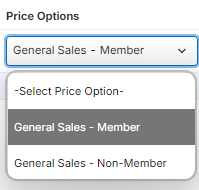 Price Options
General Sales - Member
-Select Price Option-
General Sales - Member
General Sales - Non-Member